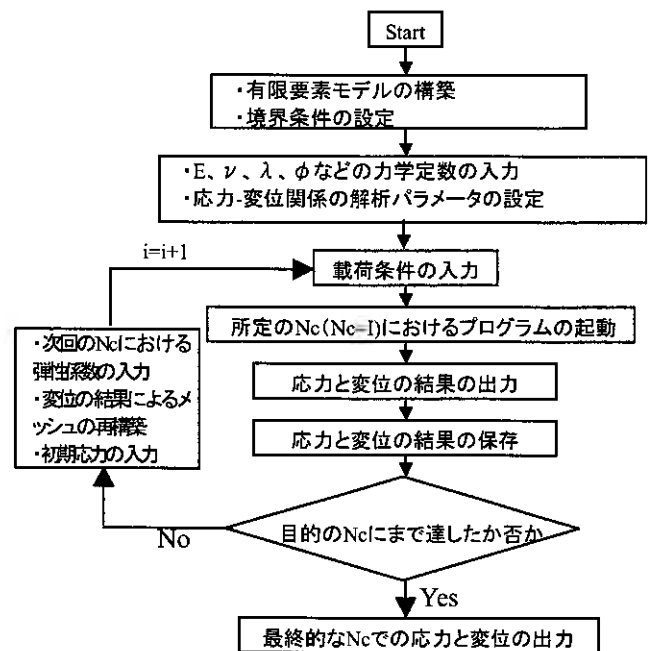 Start
・有限要素モデルの構築
・境界条件の設定
・E、ν、λ、φなどの力学定数の入力
・応力-変位関係の解析パラメータの設定
i=i+1
載荷条件の入力
所定のNc(Nc=I)におけるプログラムの起動
・次回のNcにおける
弾性係数の入力
・変位の結果によるメ
ッシュの再構築
・初期応力の入力
応力と変位の結果の出力
応力と変位の結果の保存
目的のNcにまで達したか否か
No
Yes
最終的なNcでの応力と変位の出力